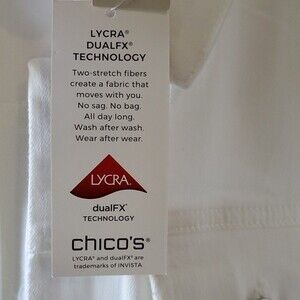 LYCRA®
DUALFX®
TECHNOLOGY
Two-stretch fibers
create a fabric that
moves with you.
No sag. No bag.
All day long.
Wash after wash.
Wear after wear.
LYCRA.
dualFX®
TECHNOLOGY
chico's®
LYCRA® and dualFX® are
trademarks of INVISTA